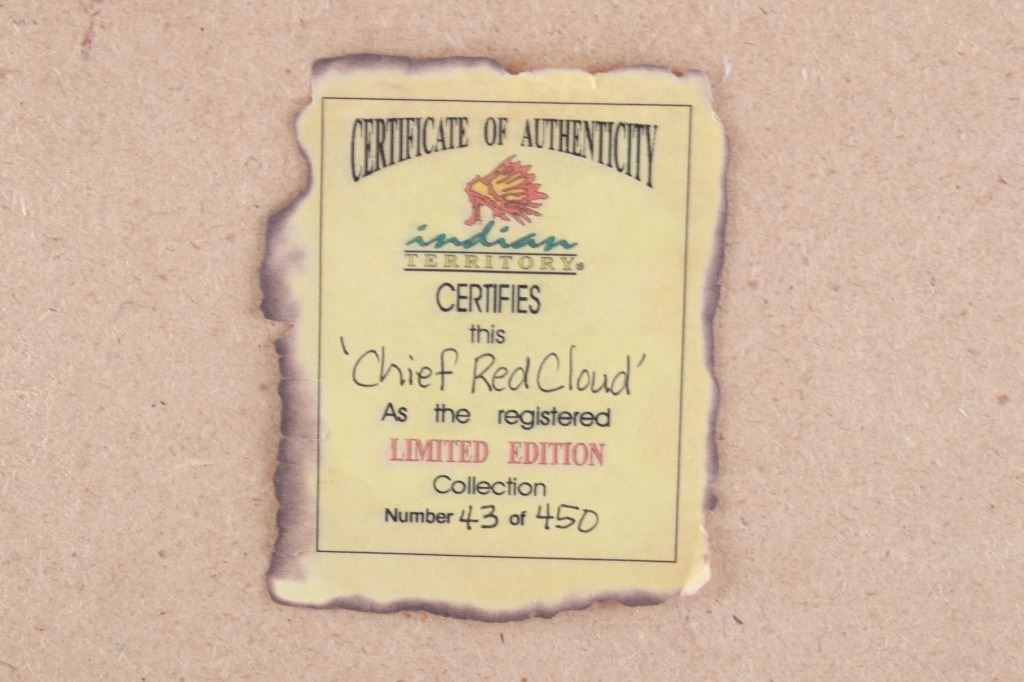 CERTIFICATE OF AUTHENTICITY
indian
TERRITORY®
CERTIFIES
this
'Chief Red Cloud'
As the registered
LIMITED EDITION
Collection
Number 43 of 450